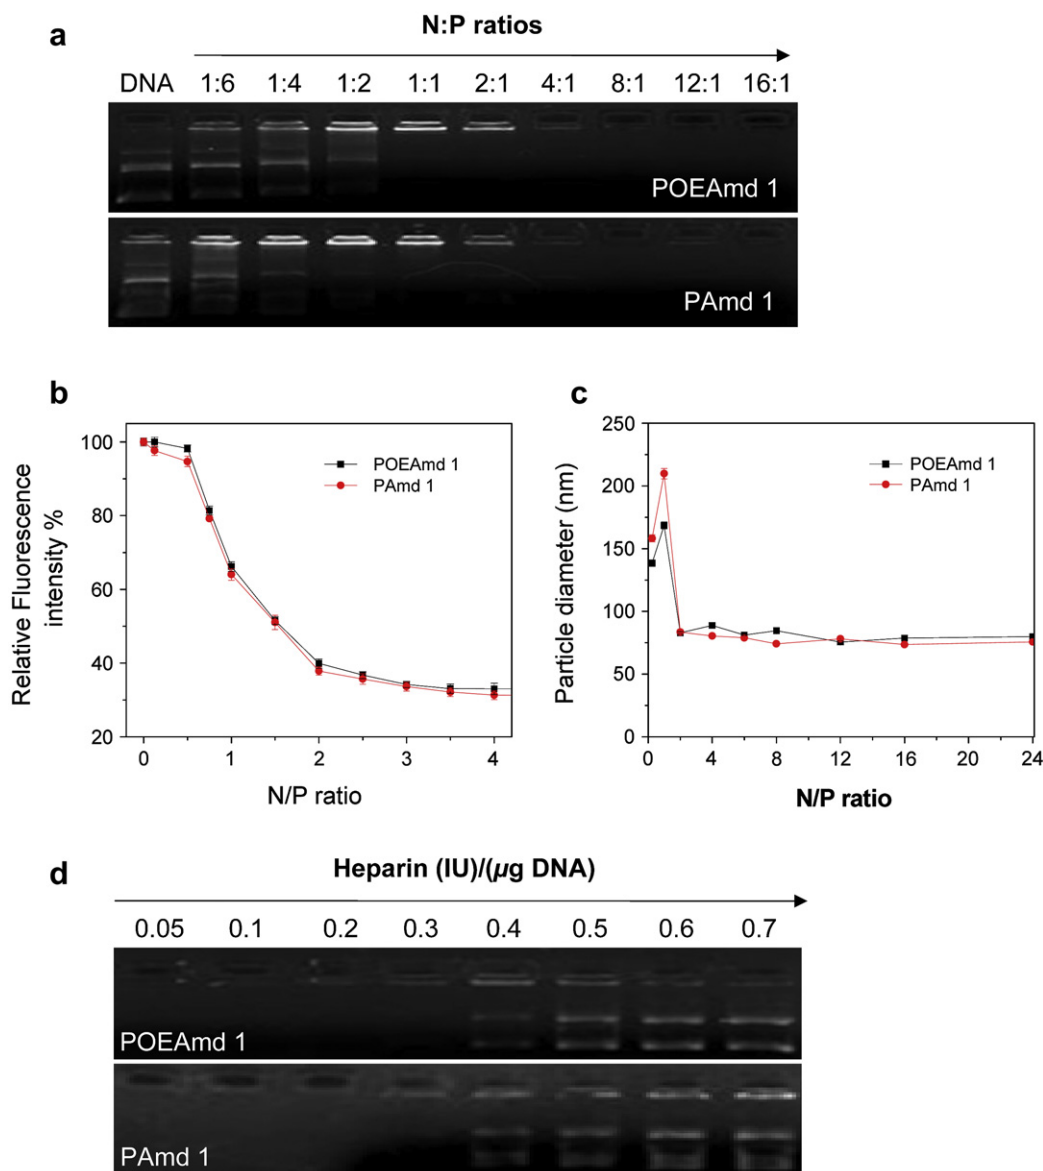 a
N:P ratios
DNA 1:6 1:4 1:2 1:1 2:1 4:1 8:1 12:1 16:1
POEAmd 1
PAmd 1
b
100
80
60
40
20
Relative Fluorescence
intensity %
POEAmd 1
PAmd 1
0 1 2 3 4
N/P ratio
c
250
200
150
100
50
0
Particle diameter (nm)
POEAmd 1
PAmd 1
0 4 8 12 16 20 24
N/P ratio
d
Heparin (IU)/(µg DNA)
0.05 0.1 0.2 0.3 0.4 0.5 0.6 0.7
POEAmd 1
PAmd 1